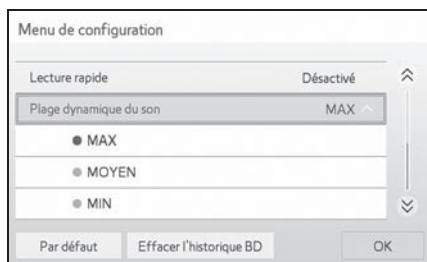 Menu de configuration
Lecture rapide Désactivé
Plage dynamique du son MAX
MAX
MOYEN
MIN
Par défaut Effacer l'historique BD OK